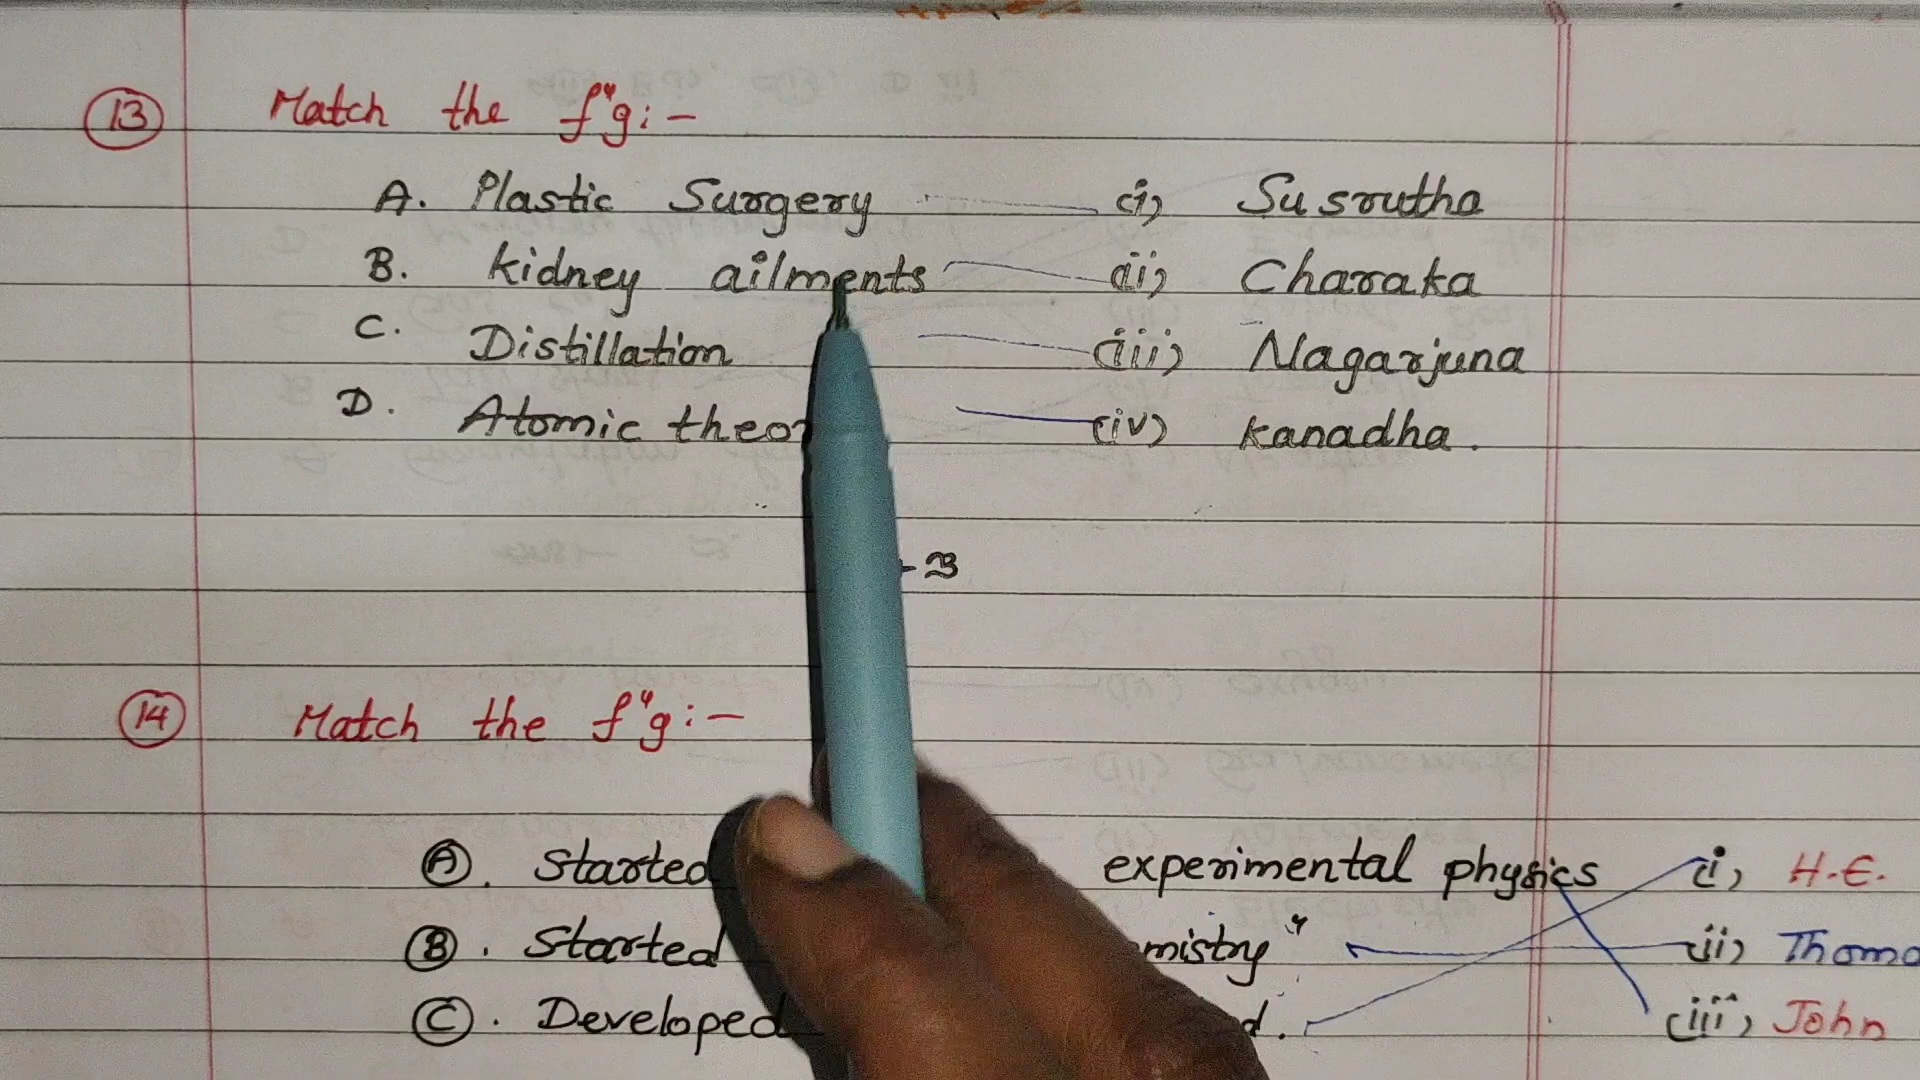 13 Match the f"g:-
A. Plastic Surgery (i) Susrutha
B. kidney ailments (ii) Charaka
C. Distillation (iii) Nagarjuna
D. Atomic theor (iv) kanadha.
- B
14 Match the f"g:-
A. Started experimental physics (i) H.E.
B. Started mistry" (ii) Thoma
C. Developed d. (iii) John